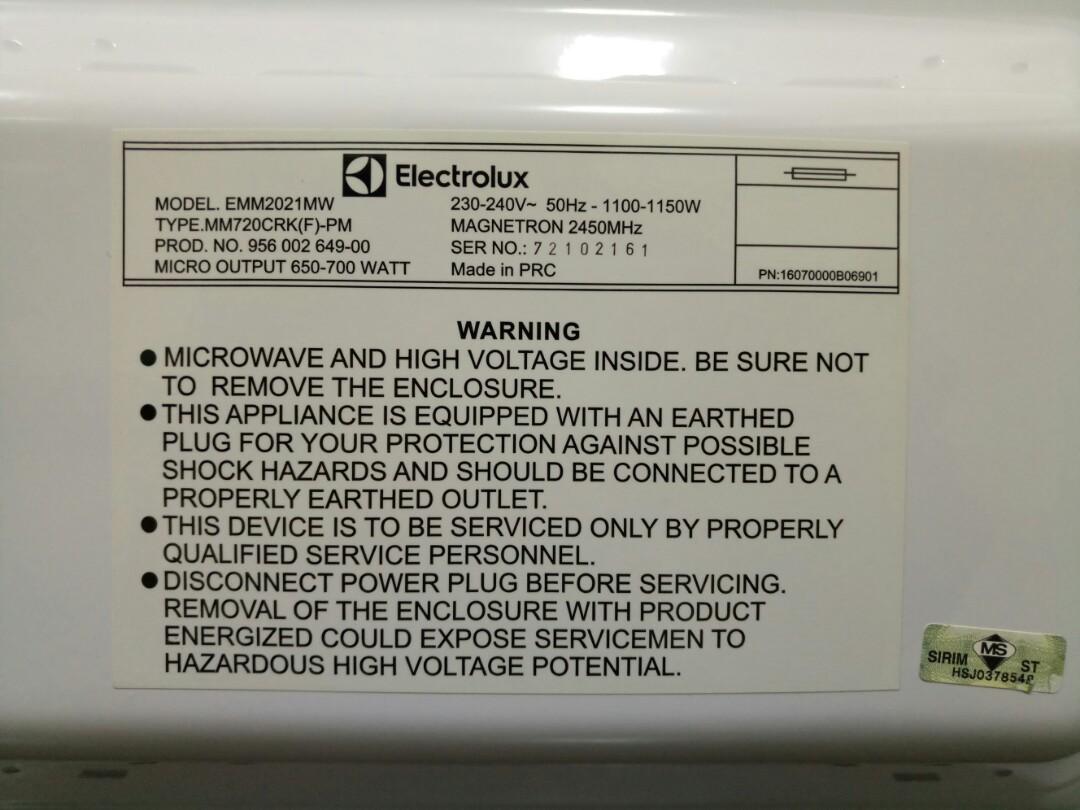 Electrolux
MODEL. EMM2021MW
TYPE.MM720CRK(F)-PM
PROD. NO. 956 002 649-00
MICRO OUTPUT 650-700 WATT
230-240V~ 50Hz - 1100-1150W
MAGNETRON 2450MHz
SER NO.: 72102161
Made in PRC
PN:16070000B06901
WARNING
● MICROWAVE AND HIGH VOLTAGE INSIDE. BE SURE NOT
TO REMOVE THE ENCLOSURE.
● THIS APPLIANCE IS EQUIPPED WITH AN EARTHED
PLUG FOR YOUR PROTECTION AGAINST POSSIBLE
SHOCK HAZARDS AND SHOULD BE CONNECTED TO A
PROPERLY EARTHED OUTLET.
● THIS DEVICE IS TO BE SERVICED ONLY BY PROPERLY
QUALIFIED SERVICE PERSONNEL.
● DISCONNECT POWER PLUG BEFORE SERVICING.
REMOVAL OF THE ENCLOSURE WITH PRODUCT
ENERGIZED COULD EXPOSE SERVICEMEN TO
HAZARDOUS HIGH VOLTAGE POTENTIAL.
SIRIM MS ST